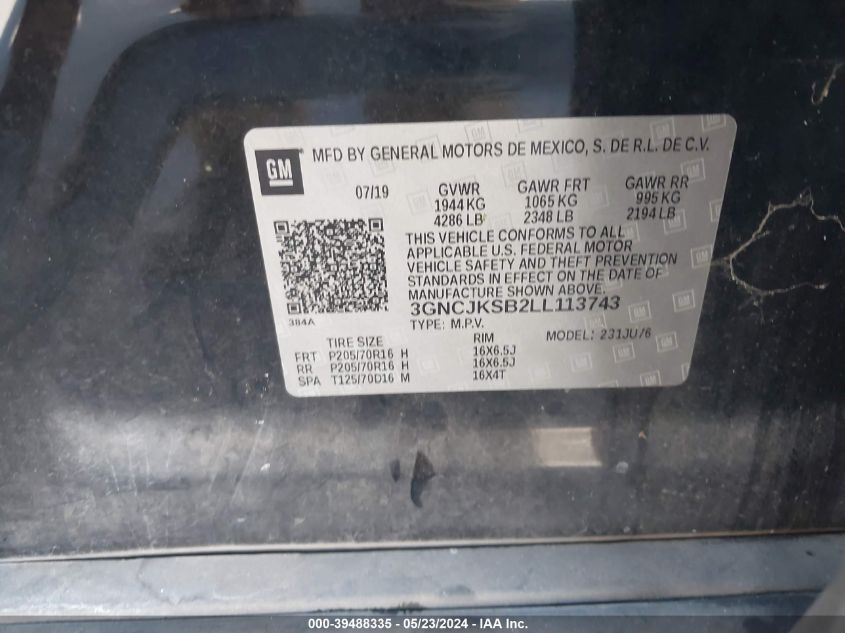 GM
MFD BY GENERAL MOTORS DE MEXICO, S. DE R.L. DE C.V.
07/19 GVWR GAWR FRT GAWR RR
1944 KG 1065 KG 995 KG
4286 LB 2348 LB 2194 LB
THIS VEHICLE CONFORMS TO ALL
APPLICABLE U.S. FEDERAL MOTOR
VEHICLE SAFETY AND THEFT PREVENTION
STANDARDS IN EFFECT ON THE DATE OF
MANUFACTURE SHOWN ABOVE.
384A
3GNCJKSB2LL113743
TYPE: M.P.V. MODEL: 231JU76
TIRE SIZE RIM
FRT P205/70R16 H 16X6.5J
RR P205/70R16 H 16X6.5J
SPA T125/70D16 M 16X4T
000-39488335 - 05/23/2024 - IAA Inc.